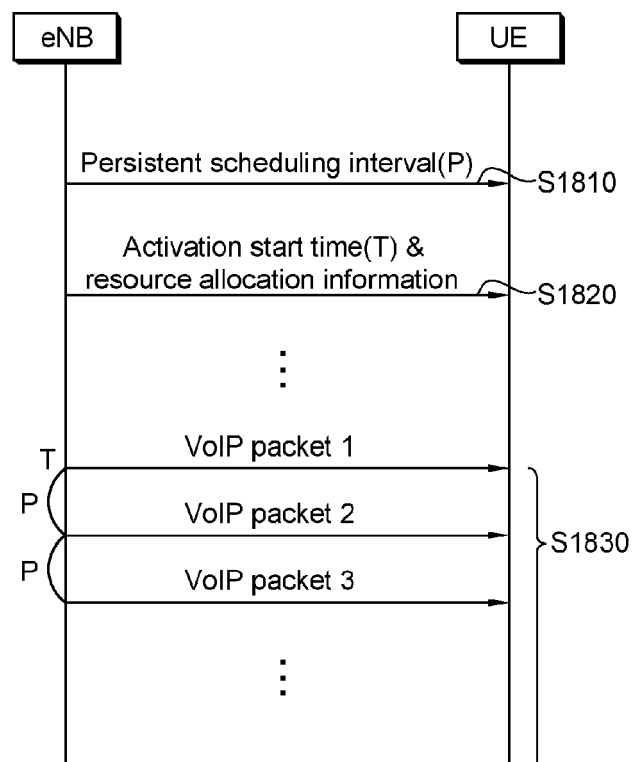 eNB
UE
Persistent scheduling interval(P)
S1810
Activation start time(T) &
resource allocation information
S1820
VoIP packet 1
T
P
VoIP packet 2
S1830
P
VoIP packet 3